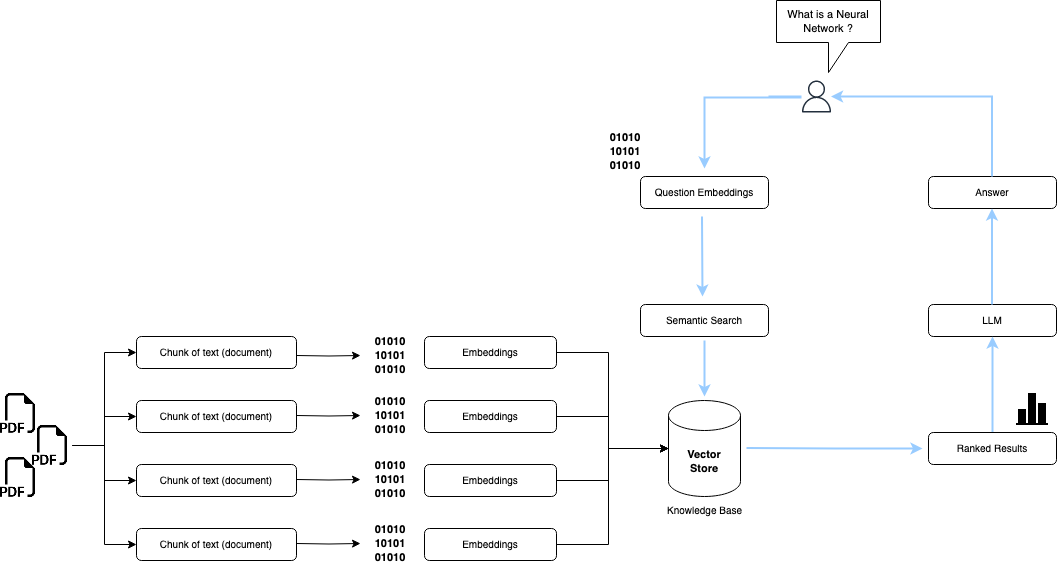 What is a Neural
Network ?
01010
10101
01010
Question Embeddings
Answer
Semantic Search
LLM
Chunk of text (document)
01010
10101
01010
Embeddings
Chunk of text (document)
01010
10101
01010
Embeddings
PDF
PDF
PDF
Vector
Store
Ranked Results
Chunk of text (document)
01010
10101
01010
Embeddings
Knowledge Base
Chunk of text (document)
01010
10101
01010
Embeddings